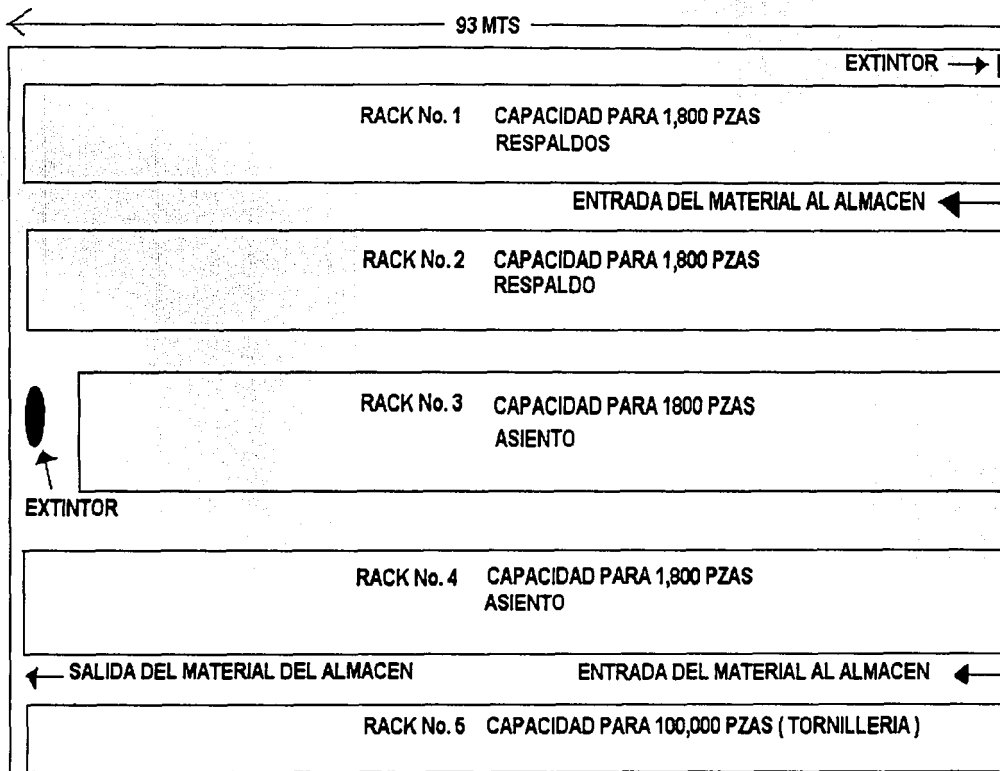 93 MTS
EXTINTOR
RACK No. 1 CAPACIDAD PARA 1,800 PZAS
RESPALDOS
ENTRADA DEL MATERIAL AL ALMACEN
RACK No. 2 CAPACIDAD PARA 1,800 PZAS
RESPALDO
RACK No. 3 CAPACIDAD PARA 1800 PZAS
ASIENTO
EXTINTOR
RACK No. 4 CAPACIDAD PARA 1,800 PZAS
ASIENTO
SALIDA DEL MATERIAL DEL ALMACEN ENTRADA DEL MATERIAL AL ALMACEN
RACK No. 5 CAPACIDAD PARA 100,000 PZAS ( TORNILLERIA )